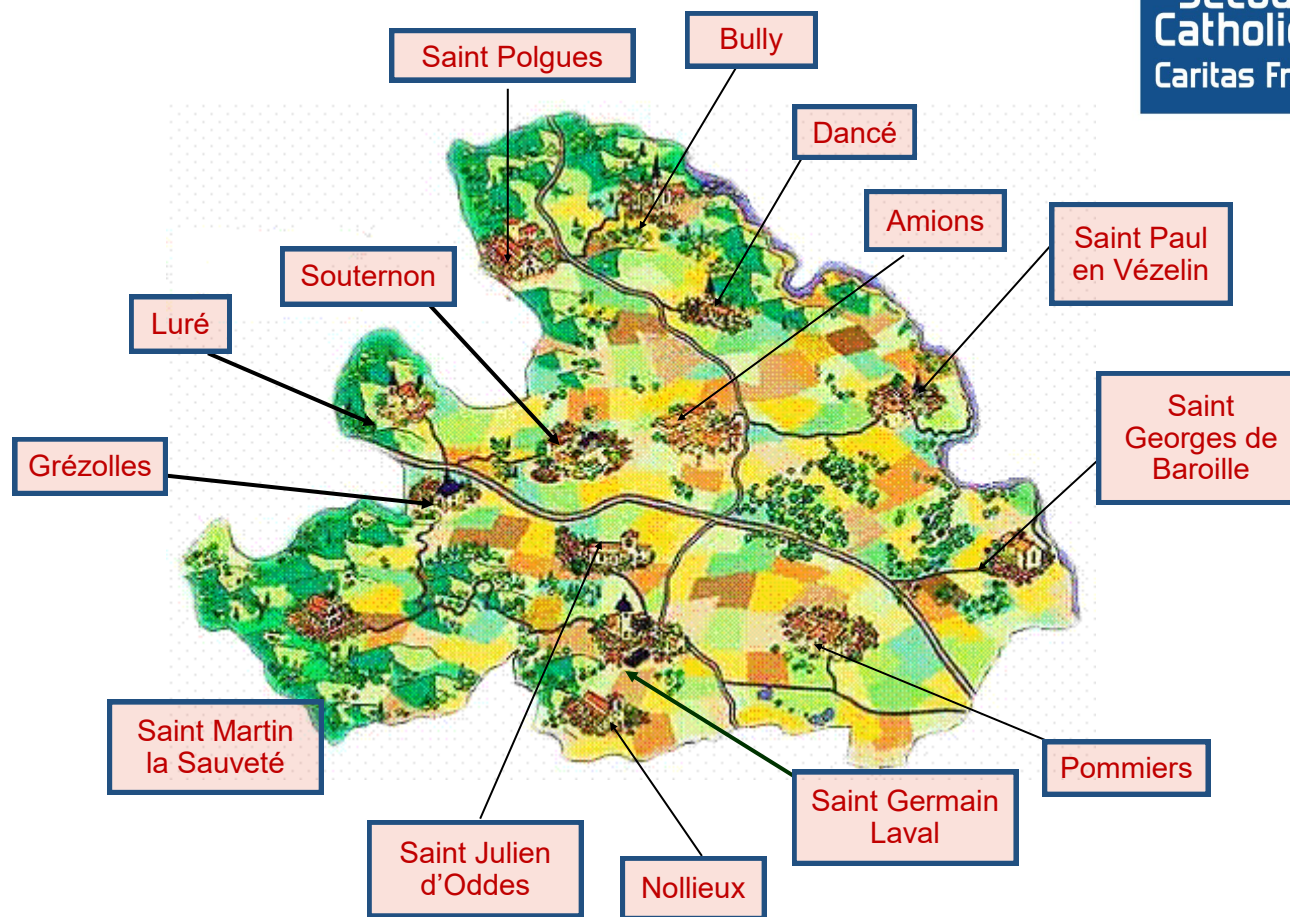 Catholi
Caritas Fr
Bully
Saint Polgues
Dancé
Amions
Saint Paul
en Vézelin
Souternon
Luré
Saint
Georges de
Baroille
Grézolles
Saint Martin
la Sauveté
Pommiers
Saint Germain
Laval
Saint Julien
d’Oddes
Nollieux